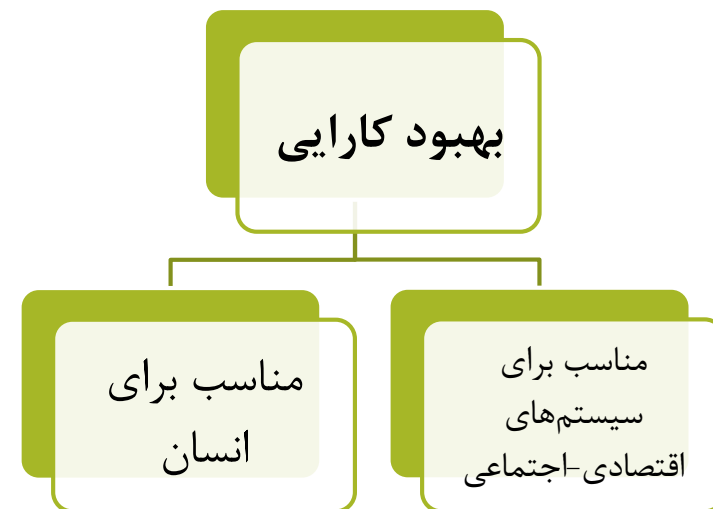 بهبود کارایی
مناسب برای
سیستم‌های
اقتصادی-اجتماعی
مناسب برای
انسان